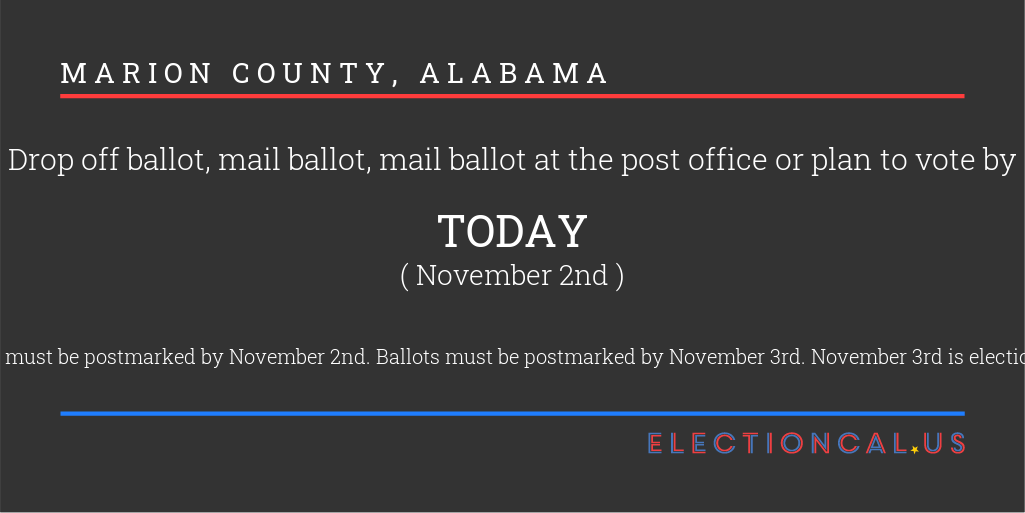 MARION COUNTY, ALABAMA
Drop off ballot, mail ballot, mail ballot at the post office or plan to vote by
TODAY
( November 2nd )
must be postmarked by November 2nd. Ballots must be postmarked by November 3rd. November 3rd is electio
ELECTIONCAL.US